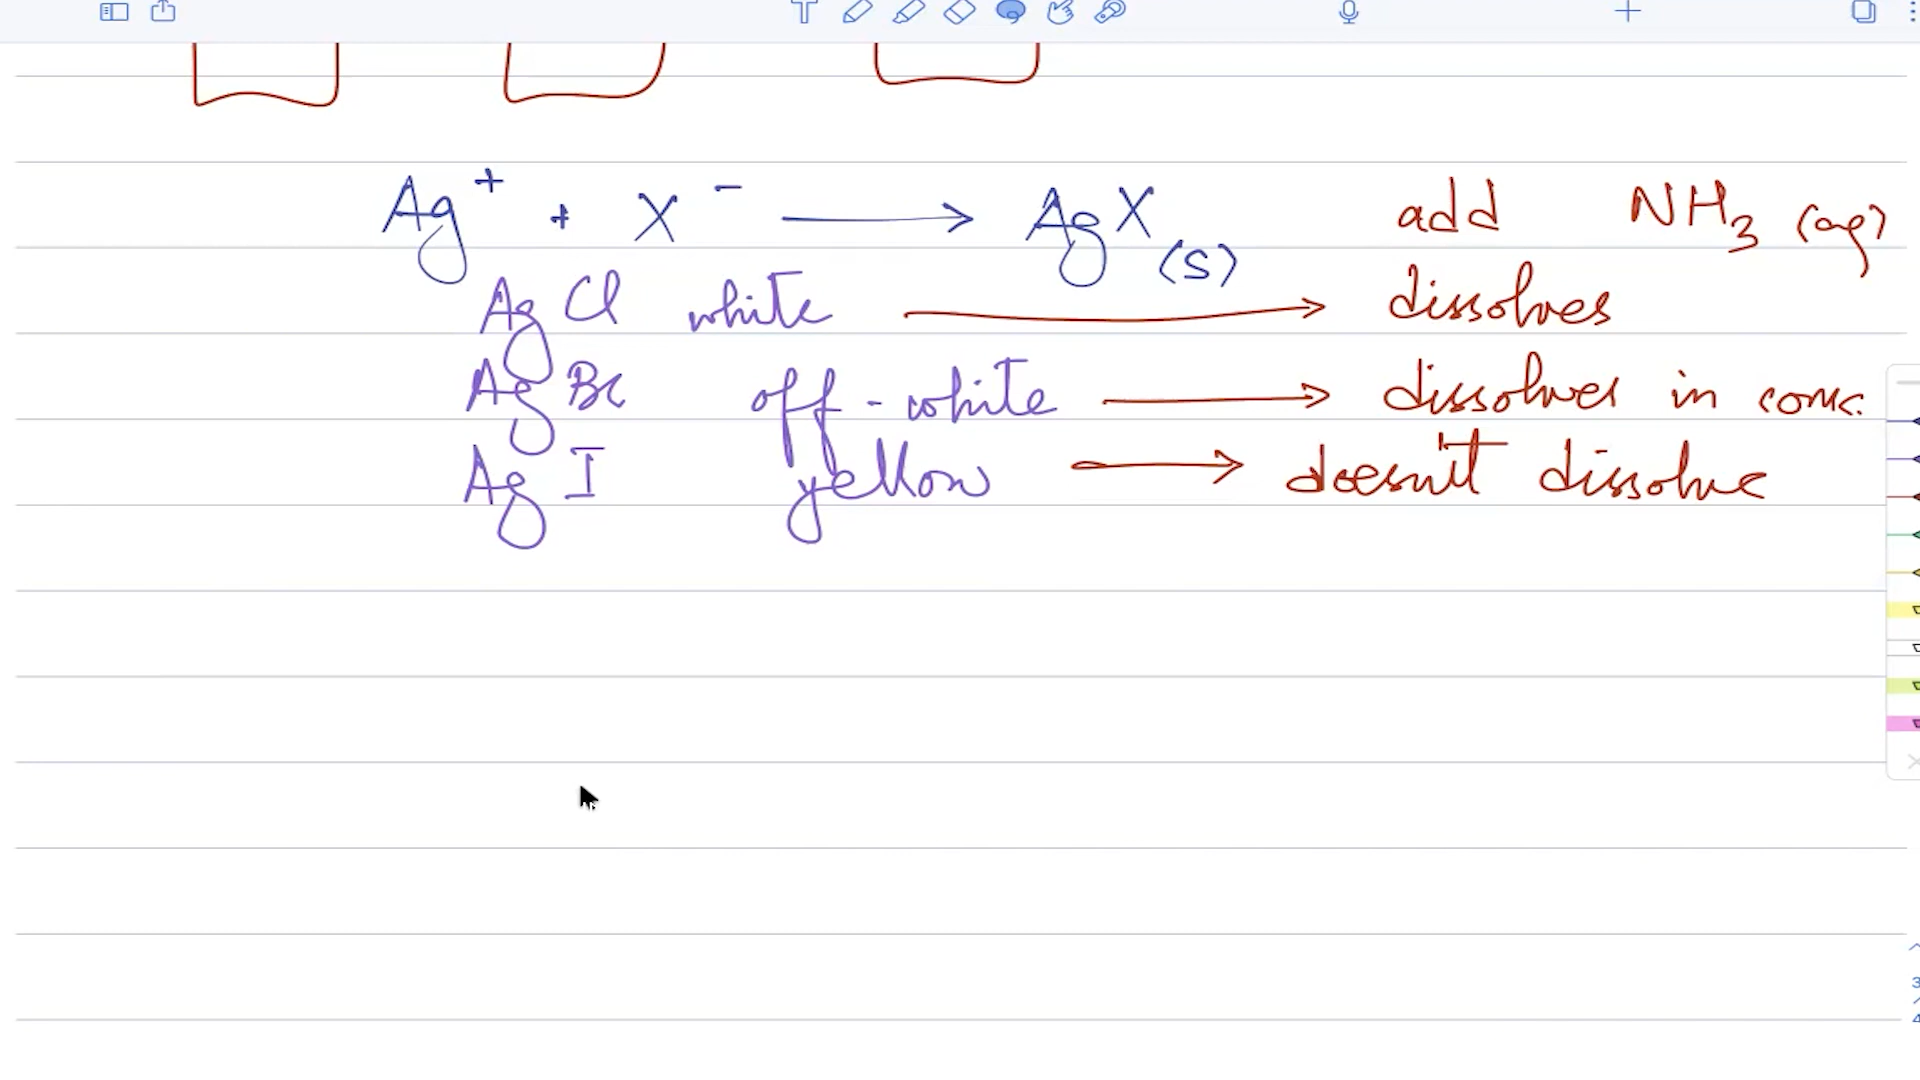 Ag⁺ + X⁻ → AgX(s) add NH₃ (aq)
AgCl white → dissolves
AgBr off-white → dissolves in conc.
AgI yellow → doesn't dissolve